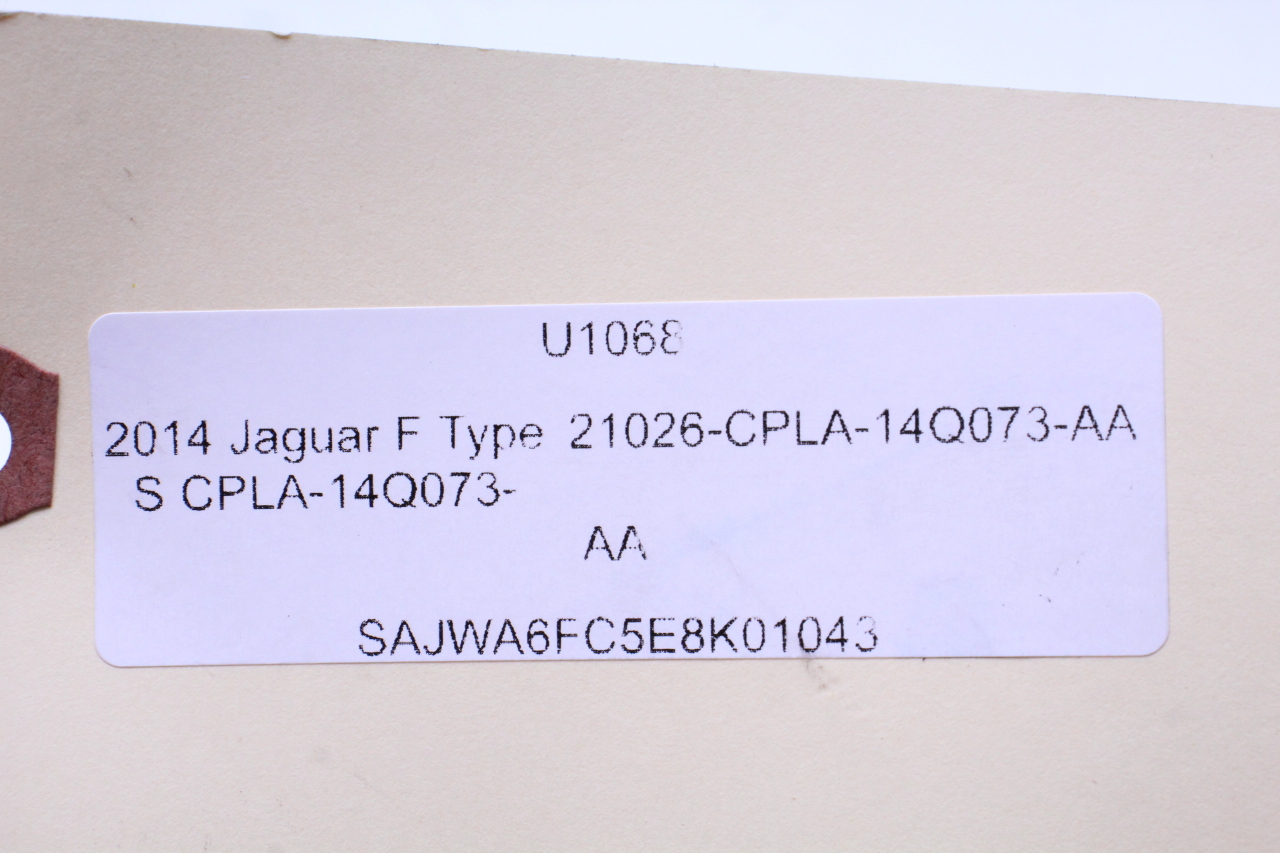 U1068
2014 Jaguar F Type 21026-CPLA-14Q073-AA
S CPLA-14Q073-
AA
SAJWA6FC5E8K01043